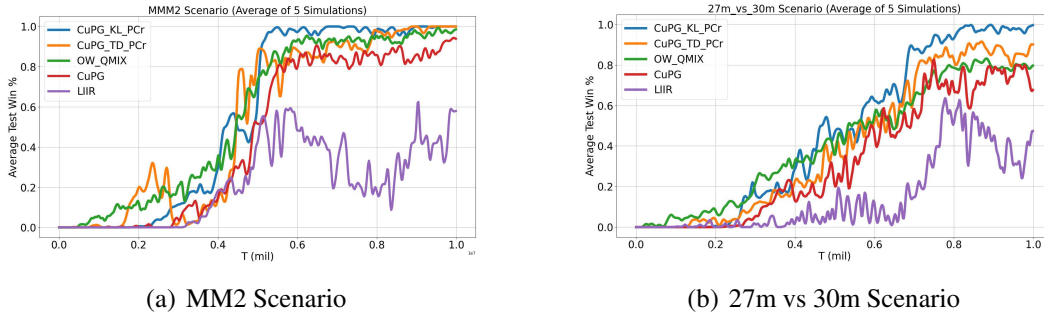 MMM2 Scenario (Average of 5 Simulations)
CuPG_KL_PCr
CuPG_TD_PCr
OW_QMIX
CuPG
LIIR
Average Test Win %
1.0
0.8
0.6
0.4
0.2
0.0
0.0 0.2 0.4 0.6 0.8 1.0
1e7
T (mil)
(a) MM2 Scenario
27m_vs_30m Scenario (Average of 5 Simulations)
CuPG_KL_PCr
CuPG_TD_PCr
OW_QMIX
CuPG
LIIR
Average Test Win %
1.0
0.8
0.6
0.4
0.2
0.0
0.0 0.2 0.4 0.6 0.8 1.0
T (mil)
(b) 27m vs 30m Scenario